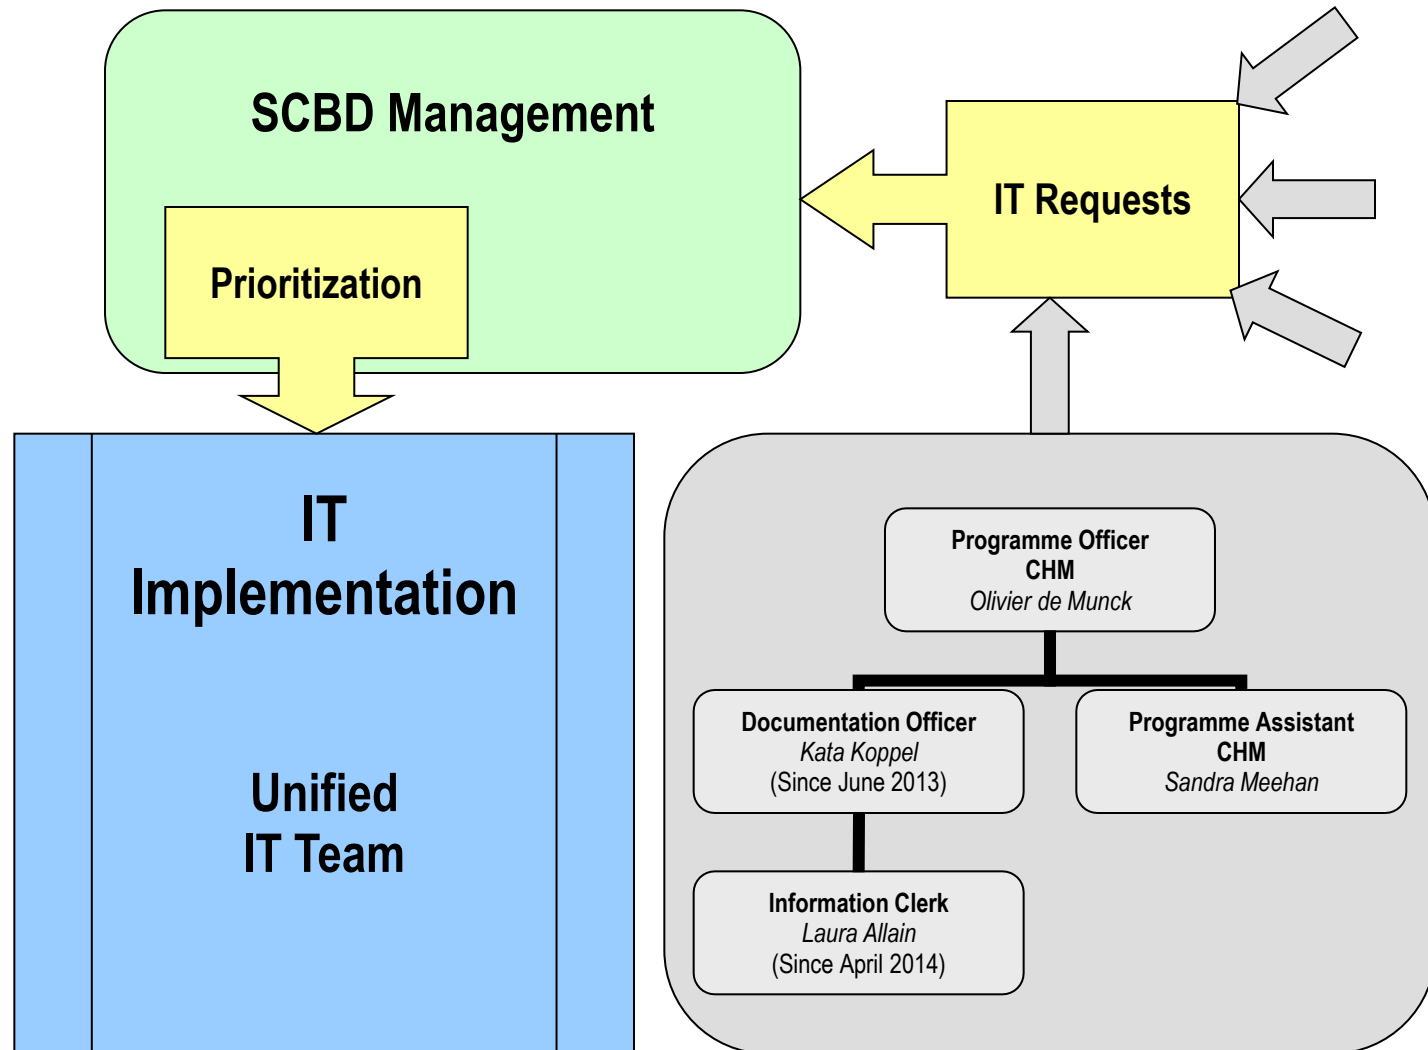 SCBD Management
Prioritization
IT Requests
IT
Implementation
Unified
IT Team
Programme Officer
CHM
Olivier de Munck
Documentation Officer
Kata Koppel
(Since June 2013)
Programme Assistant
CHM
Sandra Meehan
Information Clerk
Laura Allain
(Since April 2014)